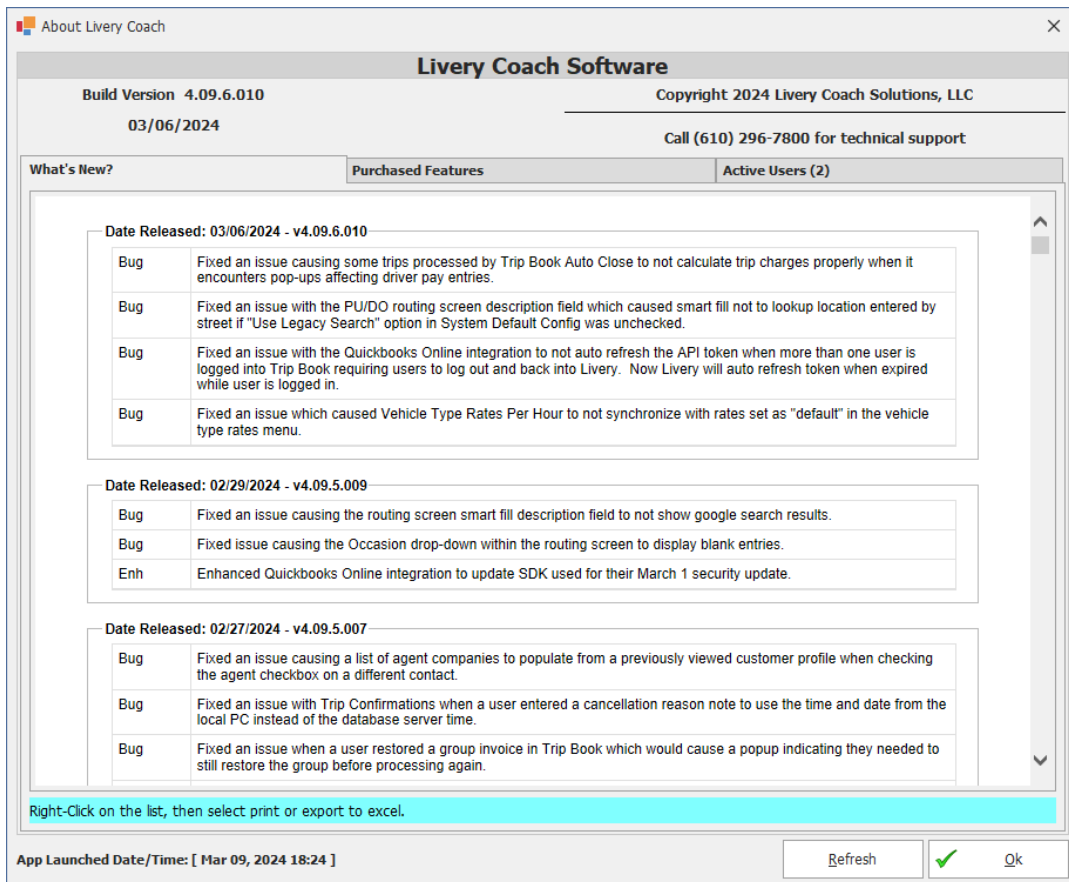 About Livery Coach
Livery Coach Software
Build Version 4.09.6.010
Copyright 2024 Livery Coach Solutions, LLC
03/06/2024
Call (610) 296-7800 for technical support
What's New?
Purchased Features
Active Users (2)
Date Released: 03/06/2024 - v4.09.6.010
Bug Fixed an issue causing some trips processed by Trip Book Auto Close to not calculate trip charges properly when it
encounters pop-ups affecting driver pay entries.
Bug Fixed an issue with the PU/DO routing screen description field which caused smart fill not to lookup location entered by
street if "Use Legacy Search" option in System Default Config was unchecked.
Bug Fixed an issue with the Quickbooks Online integration to not auto refresh the API token when more than one user is
logged into Trip Book requiring users to log out and back into Livery.  Now Livery will auto refresh token when expired
while user is logged in.
Bug Fixed an issue which caused Vehicle Type Rates Per Hour to not synchronize with rates set as "default" in the vehicle
type rates menu.
Date Released: 02/29/2024 - v4.09.5.009
Bug Fixed an issue causing the routing screen smart fill description field to not show google search results.
Bug Fixed issue causing the Occasion drop-down within the routing screen to display blank entries.
Enh Enhanced Quickbooks Online integration to update SDK used for their March 1 security update.
Date Released: 02/27/2024 - v4.09.5.007
Bug Fixed an issue causing a list of agent companies to populate from a previously viewed customer profile when checking
the agent checkbox on a different contact.
Bug Fixed an issue with Trip Confirmations when a user entered a cancellation reason note to use the time and date from the
local PC instead of the database server time.
Bug Fixed an issue when a user restored a group invoice in Trip Book which would cause a popup indicating they needed to
still restore the group before processing again.
Right-Click on the list, then select print or export to excel.
App Launched Date/Time: [ Mar 09, 2024 18:24 ]
Refresh
Ok